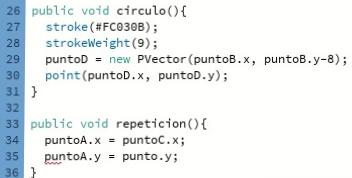 26 public void circulo(){
27 stroke(#FC030B);
28 strokeWeight(9);
29 puntoD = new PVector(puntoB.x, puntoB.y-8);
30 point(puntoD.x, puntoD.y);
31 }
32
33 public void repeticion(){
34 puntoA.x = puntoC.x;
35 puntoA.y = punto.y;
36 }